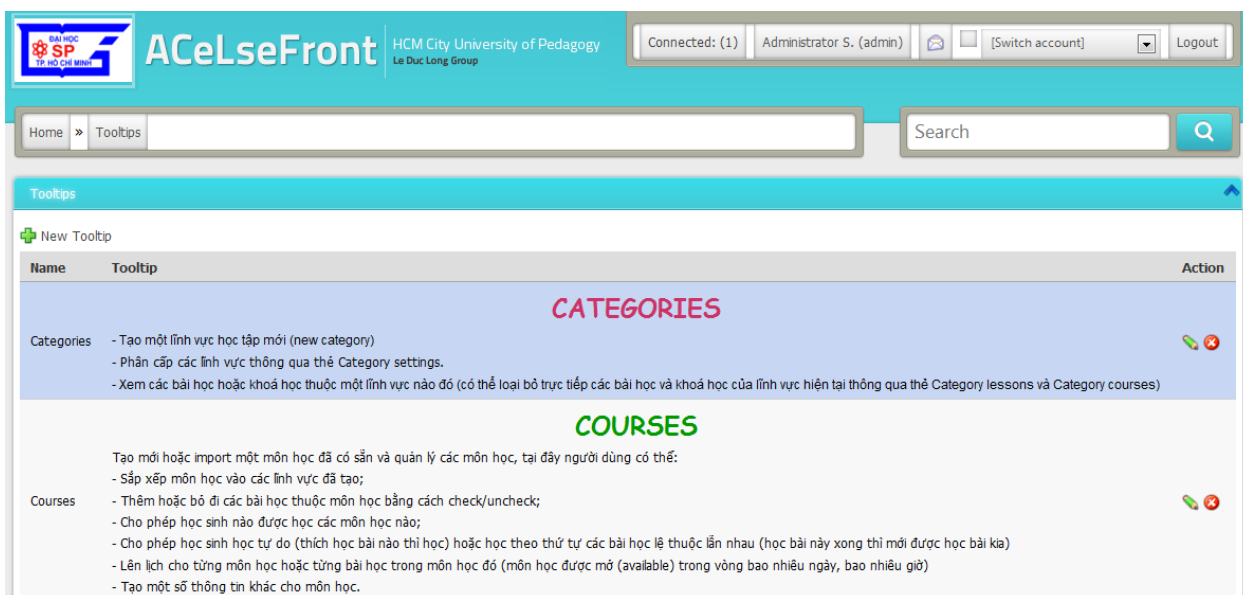 ĐẠI HỌC
SP
TP. HỒ CHÍ MINH
ACeLseFront
HCM City University of Pedagogy
Le Duc Long Group
Connected: (1)
Administrator S. (admin)
[Switch account]
Logout
Home » Tooltips
Search
Tooltips
New Tooltip
Name Tooltip Action
CATEGORIES
Categories
- Tạo một lĩnh vực học tập mới (new category)
- Phân cấp các lĩnh vực thông qua thẻ Category settings.
- Xem các bài học hoặc khoá học thuộc một lĩnh vực nào đó (có thể loại bỏ trực tiếp các bài học và khoá học của lĩnh vực hiện tại thông qua thẻ Category lessons và Category courses)
COURSES
Courses
Tạo mới hoặc import một môn học đã có sẵn và quản lý các môn học, tại đây người dùng có thể:
- Sắp xếp môn học vào các lĩnh vực đã tạo;
- Thêm hoặc bỏ đi các bài học thuộc môn học bằng cách check/uncheck;
- Cho phép học sinh nào được học các môn học nào;
- Cho phép học sinh học tự do (thích học bài nào thì học) hoặc học theo thứ tự các bài học lệ thuộc lẫn nhau (học bài này xong thì mới được học bài kia)
- Lên lịch cho từng môn học hoặc từng bài học trong môn học đó (môn học được mở (available) trong vòng bao nhiêu ngày, bao nhiêu giờ)
- Tạo một số thông tin khác cho môn học.